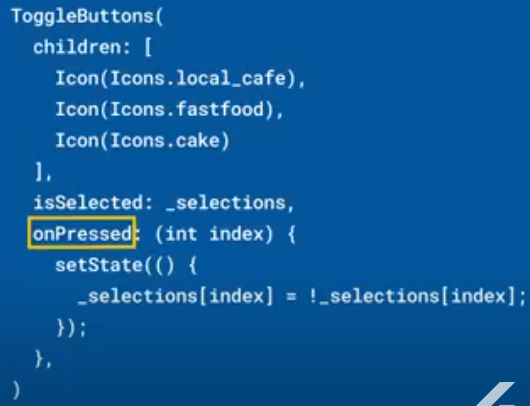 ToggleButtons(
  children: [
    Icon(Icons.local_cafe),
    Icon(Icons.fastfood),
    Icon(Icons.cake)
  ],
  isSelected: _selections,
  onPressed: (int index) {
    setState(() {
      _selections[index] = !_selections[index];
    });
  },
)